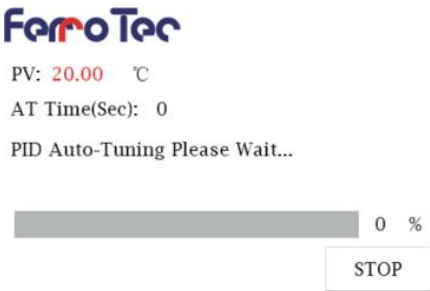 FerroTec
PV: 20.00 ℃
AT Time(Sec): 0
PID Auto-Tuning Please Wait...
0 %
STOP